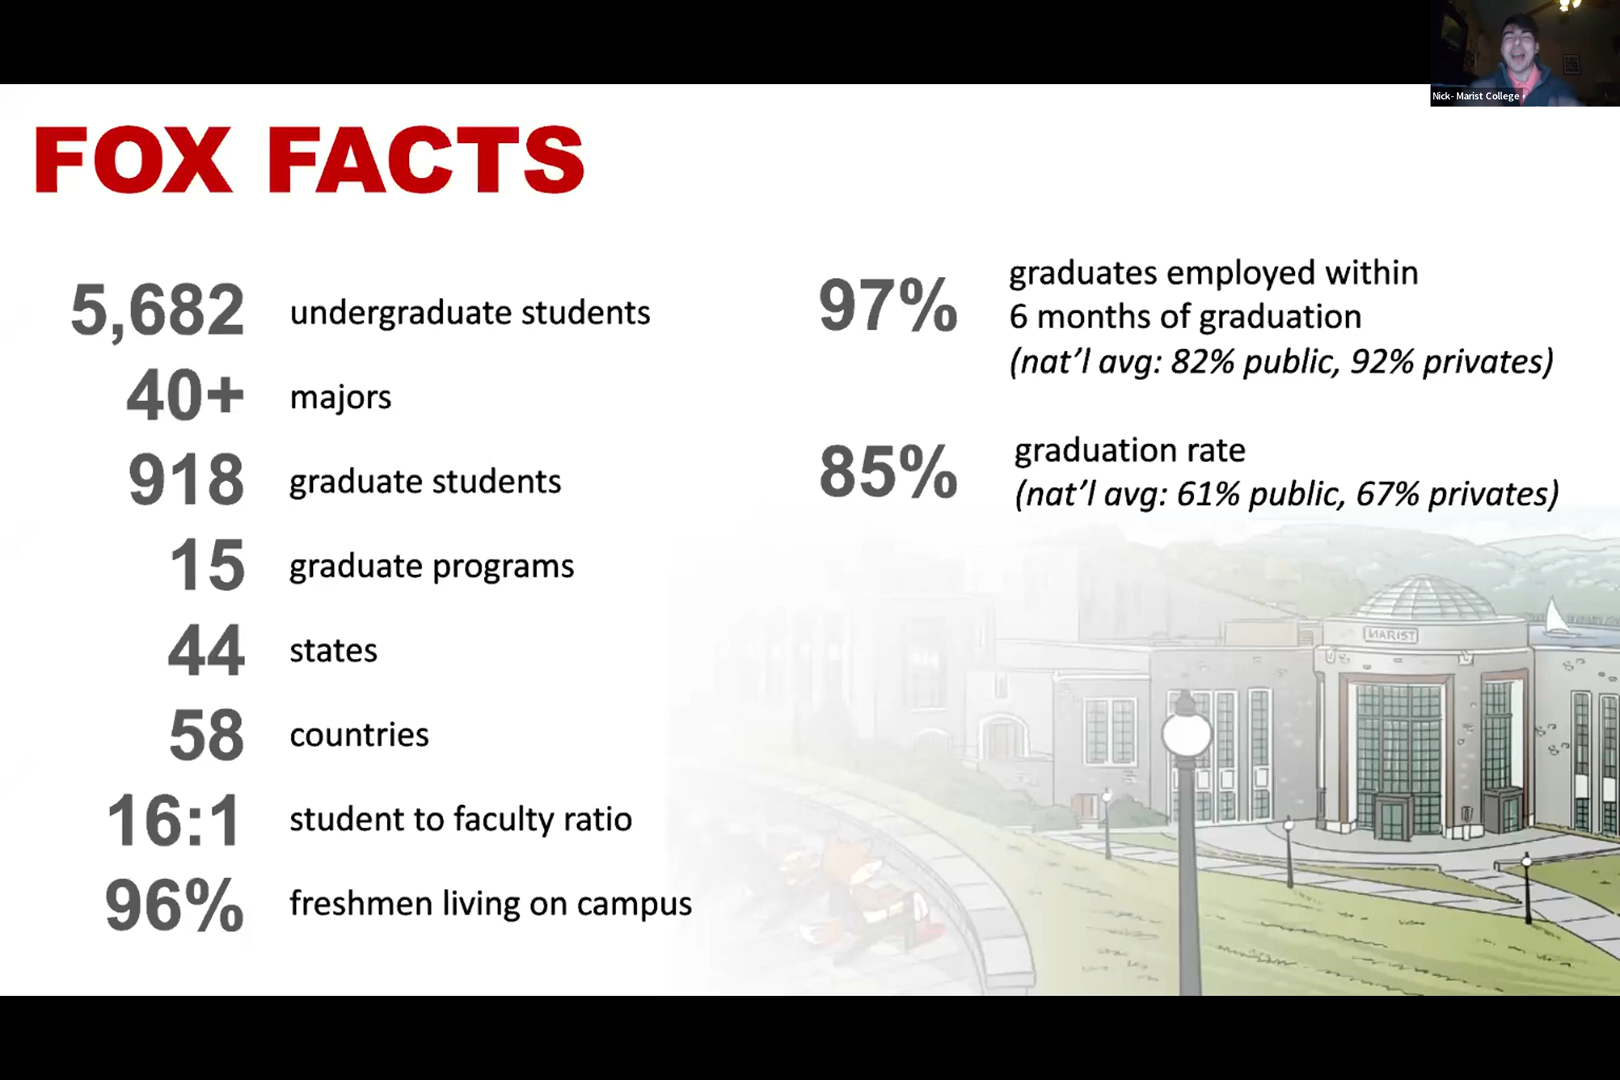 Nick- Marist College
FOX FACTS
5,682 undergraduate students
40+ majors
918 graduate students
15 graduate programs
44 states
58 countries
16:1 student to faculty ratio
96% freshmen living on campus
97% graduates employed within
6 months of graduation
(nat'l avg: 82% public, 92% privates)
85% graduation rate
(nat'l avg: 61% public, 67% privates)
MARIST